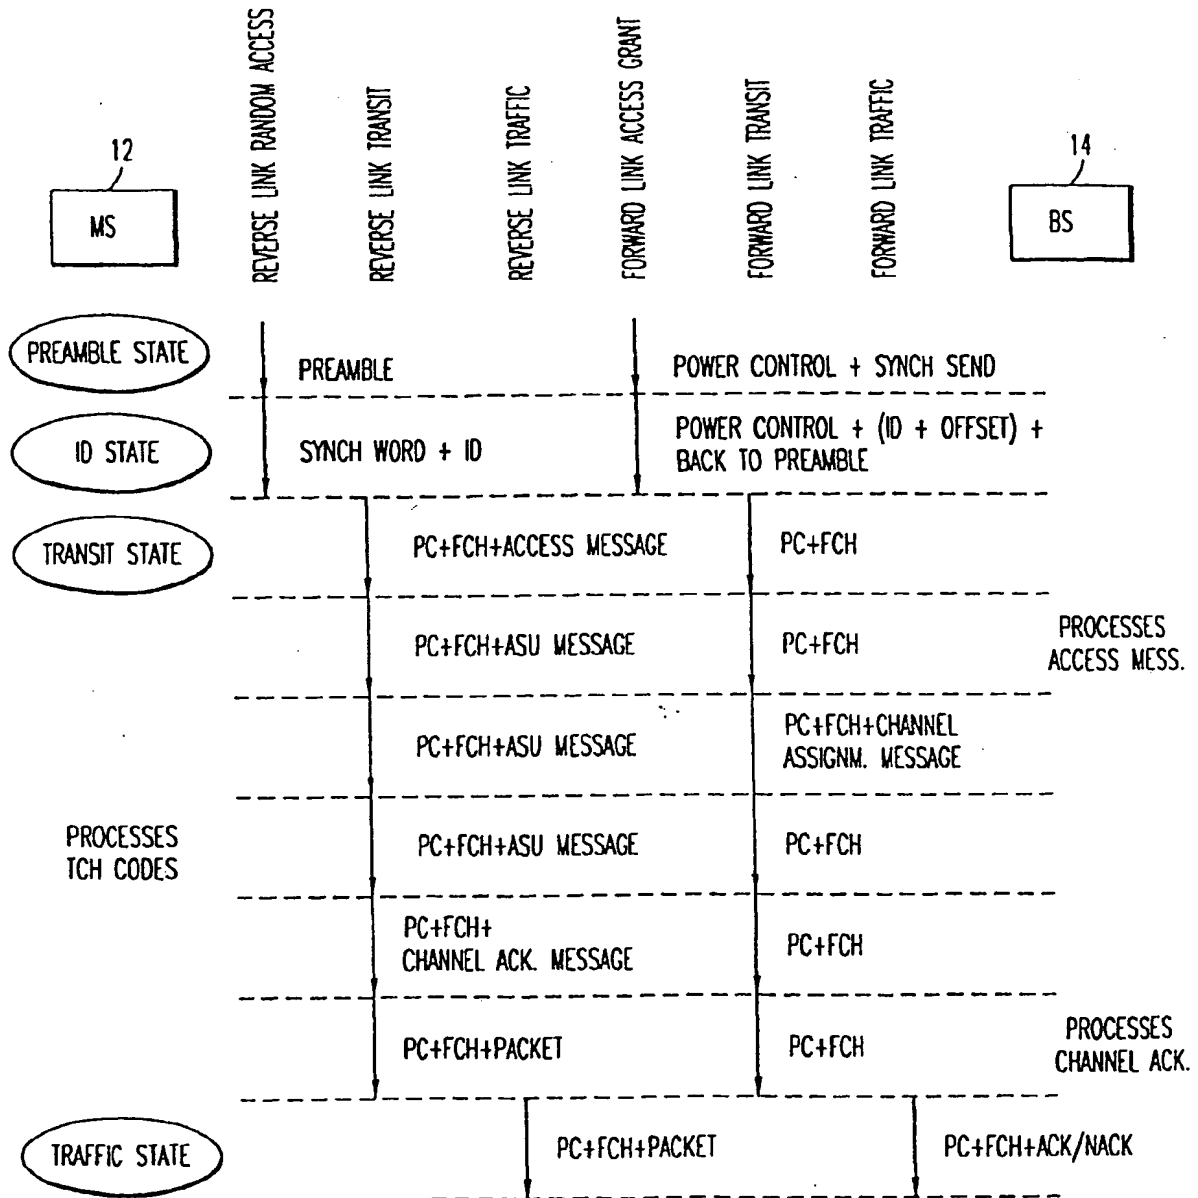 REVERSE LINK RANDOM ACCESS
REVERSE LINK TRANSIT
REVERSE LINK TRAFFIC
FORWARD LINK ACCESS GRANT
FORWARD LINK TRANSIT
FORWARD LINK TRAFFIC
12
MS
14
BS
PREAMBLE STATE
PREAMBLE
POWER CONTROL + SYNCH SEND
ID STATE
SYNCH WORD + ID
POWER CONTROL + (ID + OFFSET) +
BACK TO PREAMBLE
TRANSIT STATE
PC+FCH+ACCESS MESSAGE
PC+FCH
PC+FCH+ASU MESSAGE
PC+FCH
PROCESSES
ACCESS MESS.
PC+FCH+ASU MESSAGE
PC+FCH+CHANNEL
ASSIGNM. MESSAGE
PROCESSES
TCH CODES
PC+FCH+ASU MESSAGE
PC+FCH
PC+FCH+
CHANNEL ACK. MESSAGE
PC+FCH
PC+FCH+PACKET
PC+FCH
PROCESSES
CHANNEL ACK.
TRAFFIC STATE
PC+FCH+PACKET
PC+FCH+ACK/NACK